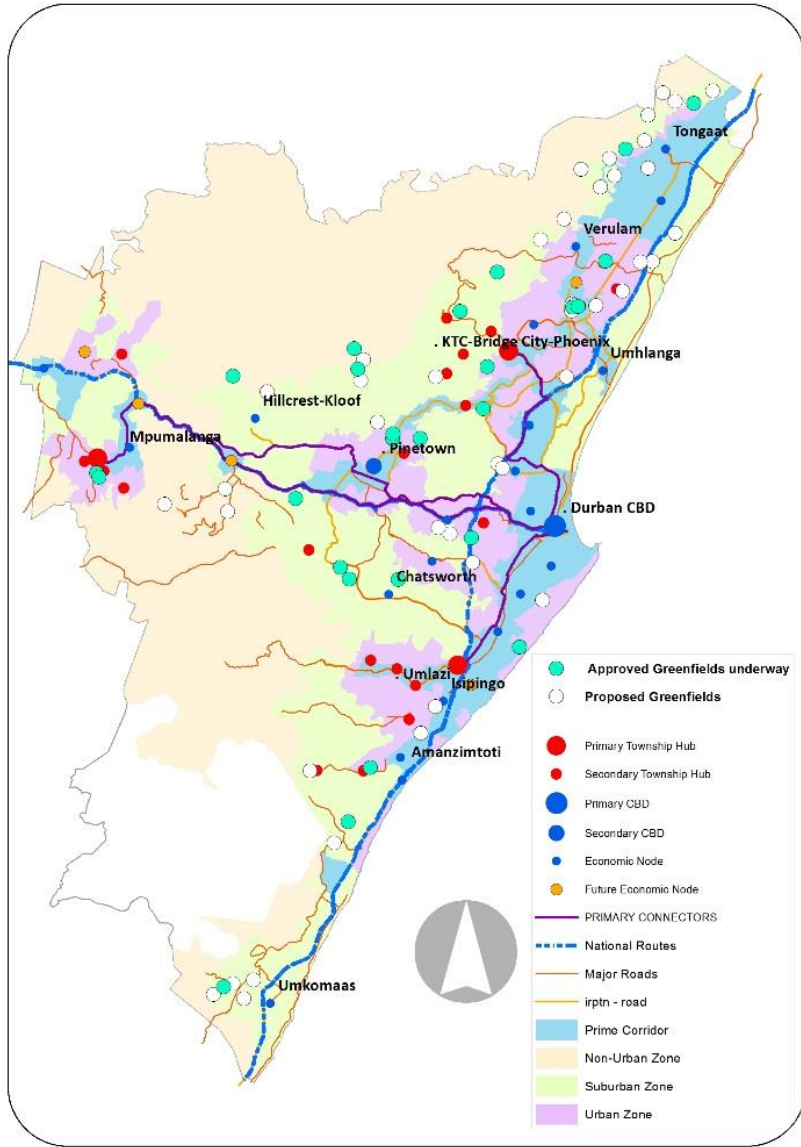 Tongaat
Verulam
. KTC-Bridge City-Phoenix
Umhlanga
Hillcrest-Kloof
Mpumalanga
. Pinetown
. Durban CBD
Chatsworth
. Umlazi
Isipingo
Amanzimtoti
Umkomaas
Approved Greenfields underway
Proposed Greenfields
Primary Township Hub
Secondary Township Hub
Primary CBD
Secondary CBD
Economic Node
Future Economic Node
PRIMARY CONNECTORS
National Routes
Major Roads
irptn - road
Prime Corridor
Non-Urban Zone
Suburban Zone
Urban Zone